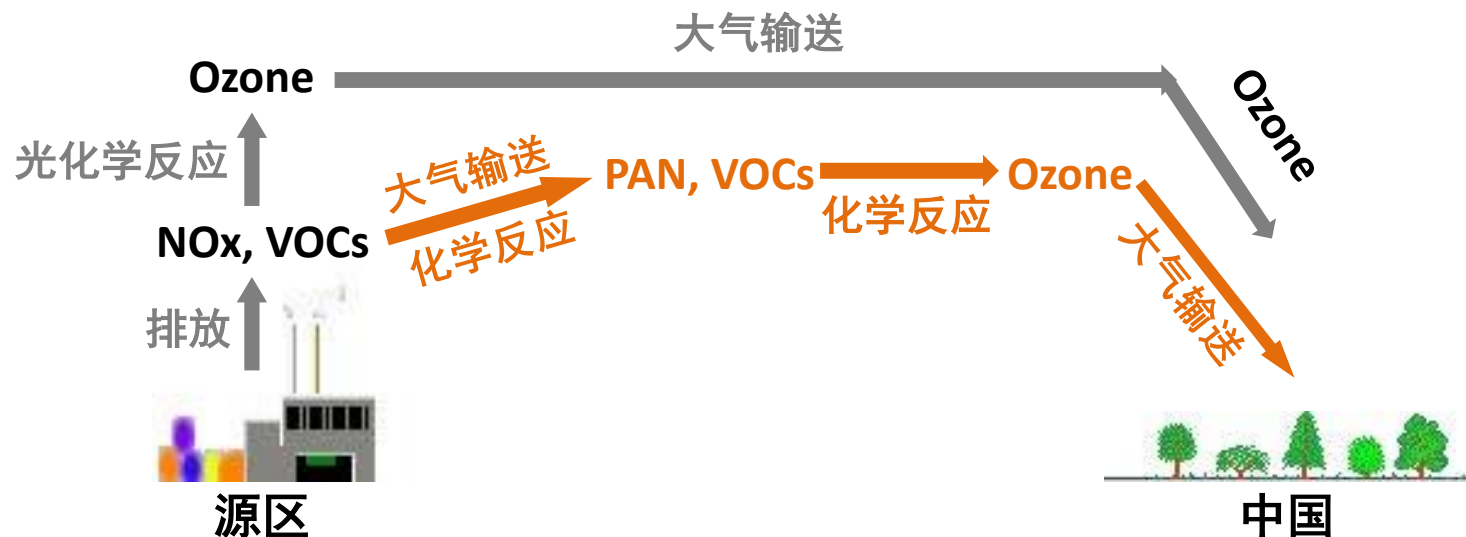 大气输送
Ozone
Ozone
光化学反应
大气输送
PAN, VOCs
Ozone
化学反应
NOx, VOCs
化学反应
大气输送
排放
源区
中国